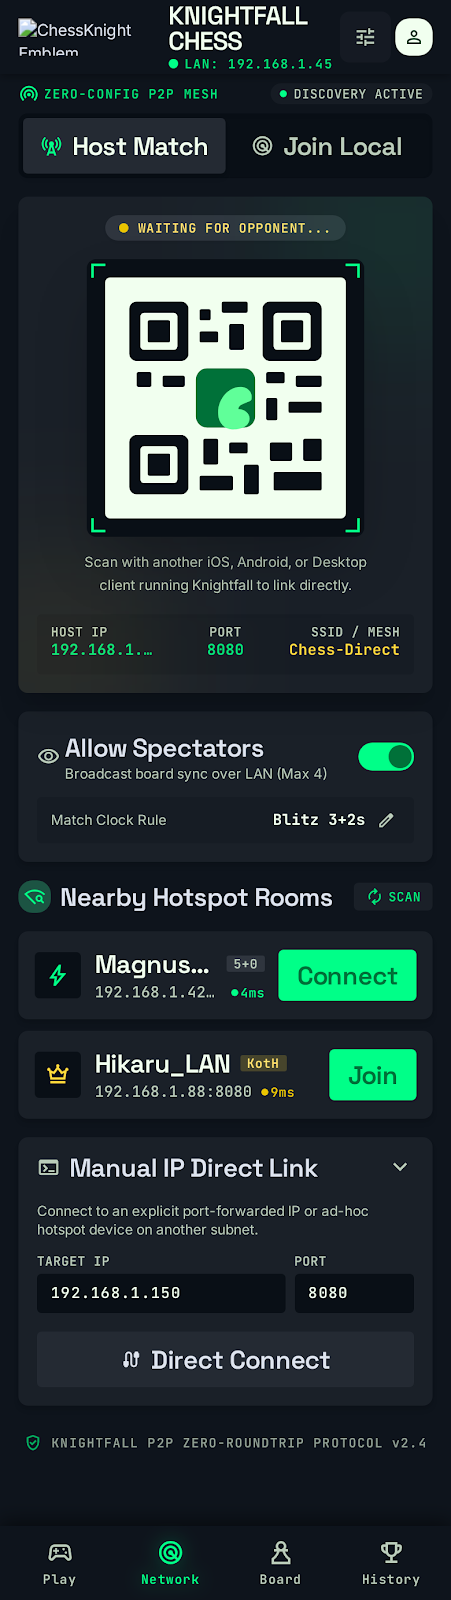 ChessKnight
Emblem
KNIGHTFALL
CHESS
LAN: 192.168.1.45
ZERO-CONFIG P2P MESH
DISCOVERY ACTIVE
Host Match
Join Local
WAITING FOR OPPONENT...
Scan with another iOS, Android, or Desktop
client running Knightfall to link directly.
HOST IP
192.168.1.…
PORT
8080
SSID / MESH
Chess-Direct
Allow Spectators
Broadcast board sync over LAN (Max 4)
Match Clock Rule
Blitz 3+2s
Nearby Hotspot Rooms
SCAN
Magnus… 5+0
192.168.1.42… 4ms
Connect
Hikaru_LAN KotH
192.168.1.88:8080 9ms
Join
Manual IP Direct Link
Connect to an explicit port-forwarded IP or ad-hoc
hotspot device on another subnet.
TARGET IP
192.168.1.150
PORT
8080
Direct Connect
KNIGHTFALL P2P ZERO-ROUNDTRIP PROTOCOL v2.4
Play
Network
Board
History